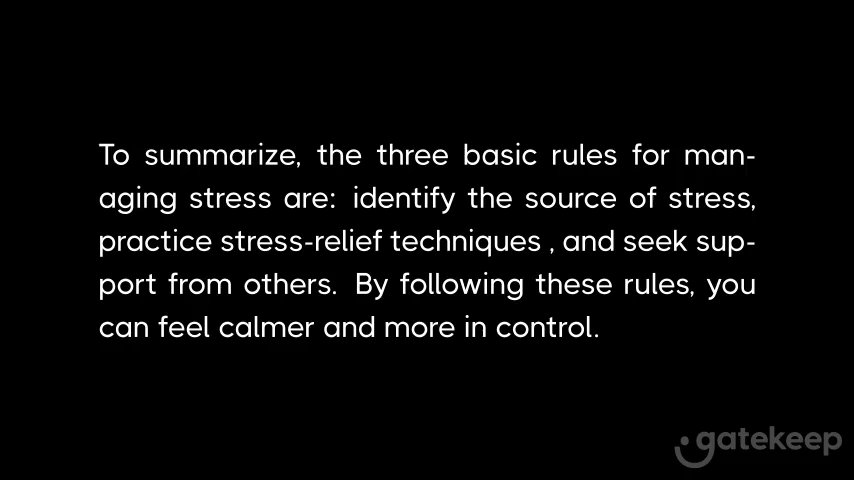 To summarize, the three basic rules for man-
aging stress are: identify the source of stress,
practice stress-relief techniques , and seek sup-
port from others. By following these rules, you
can feel calmer and more in control.
gatekeep